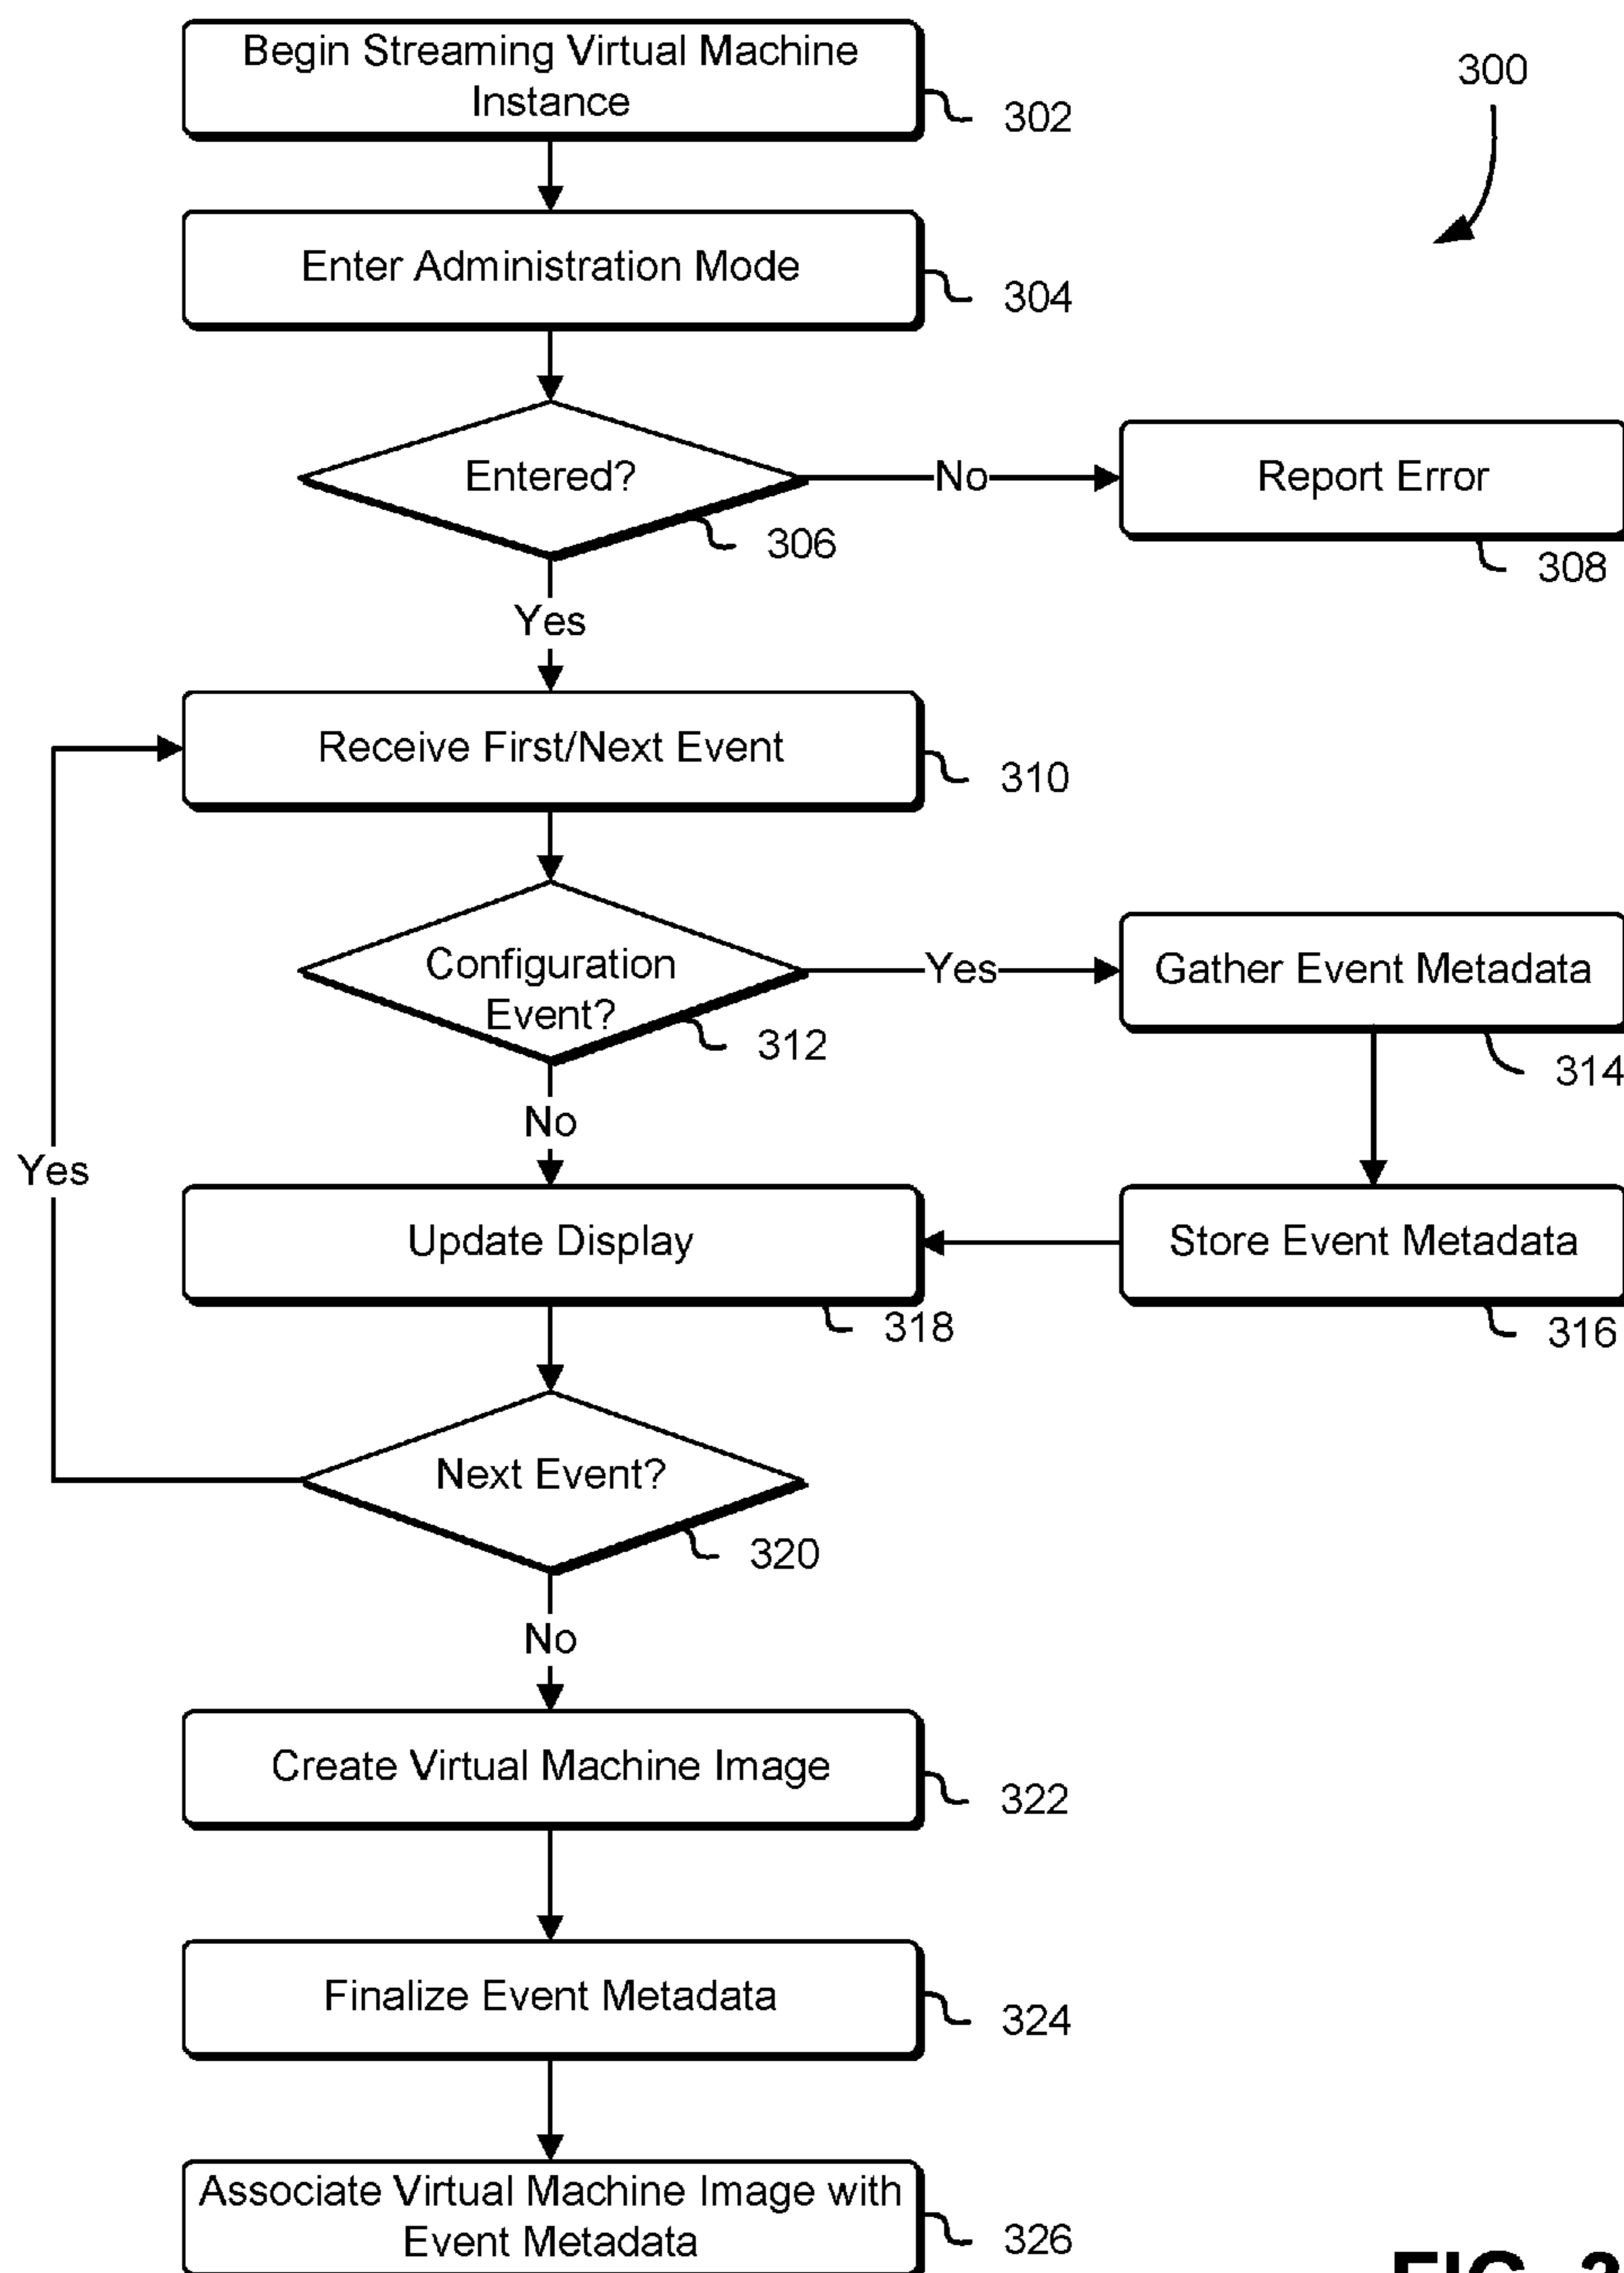 Begin Streaming Virtual Machine
Instance
302
300
Enter Administration Mode
304
Entered?
306
No
Report Error
308
Yes
Receive First/Next Event
310
Configuration
Event?
312
Yes
Gather Event Metadata
314
No
Yes
Update Display
318
Store Event Metadata
316
Next Event?
320
No
Create Virtual Machine Image
322
Finalize Event Metadata
324
Associate Virtual Machine Image with
Event Metadata
326
FIG. 3